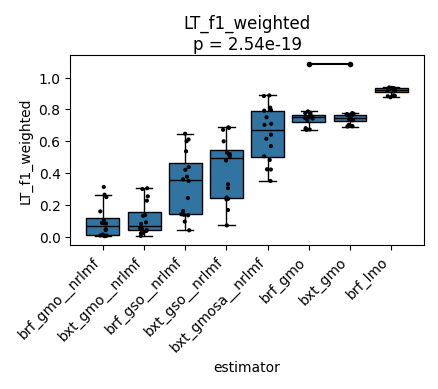 LT_f1_weighted
p = 2.54e-19
LT_f1_weighted
1.0
0.8
0.6
0.4
0.2
0.0
brf_gmo__nrlmf
bxt_gmo__nrlmf
brf_gso__nrlmf
bxt_gso__nrlmf
bxt_gmosa__nrlmf
brf_gmo
bxt_gmo
brf_lmo
estimator